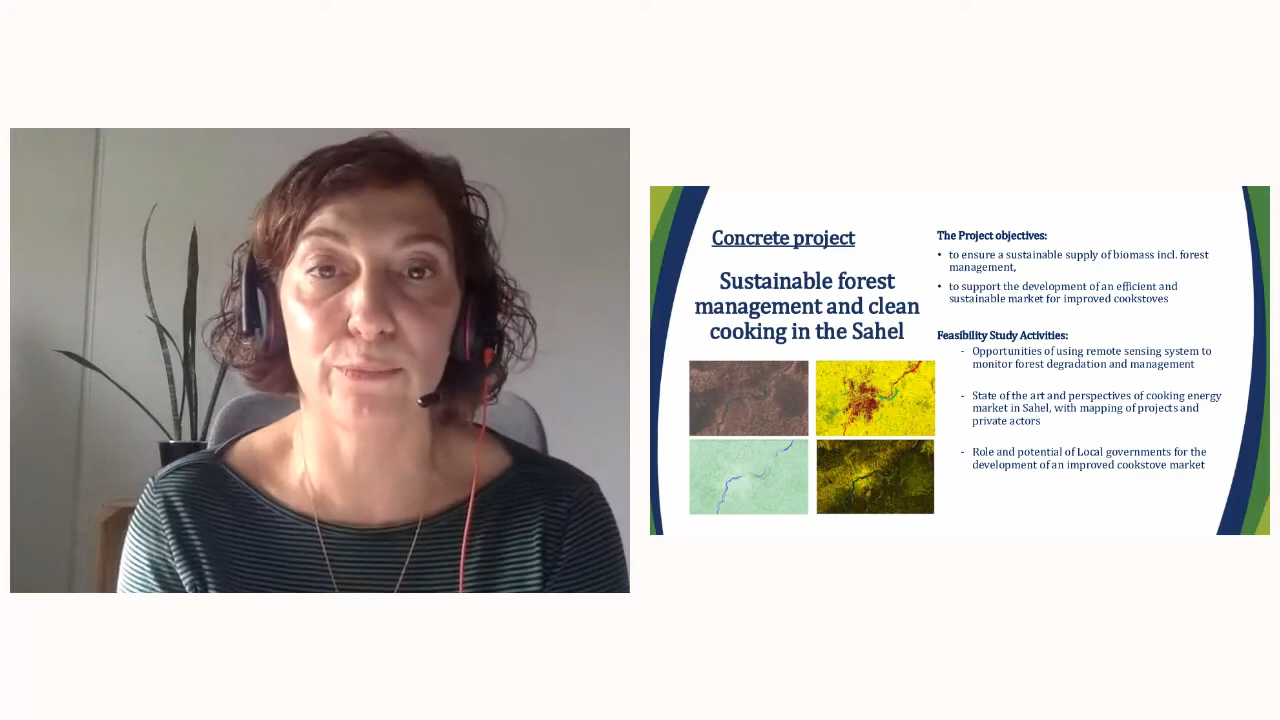 Concrete project
Sustainable forest
management and clean
cooking in the Sahel
The Project objectives:
• to ensure a sustainable supply of biomass incl. forest
management,
• to support the development of an efficient and
sustainable market for improved cookstoves
Feasibility Study Activities:
- Opportunities of using remote sensing system to
monitor forest degradation and management
- State of the art and perspectives of cooking energy
market in Sahel, with mapping of projects and
private actors
- Role and potential of Local governments for the
development of an improved cookstove market